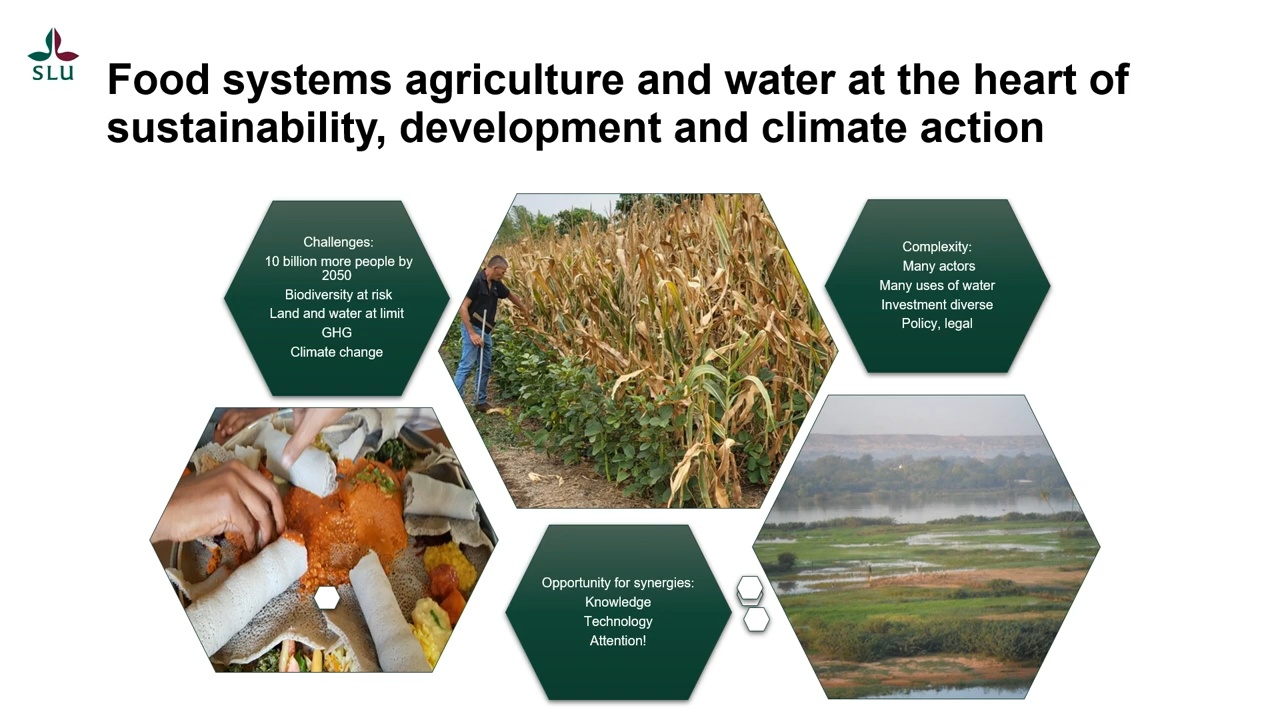 SLU
Food systems agriculture and water at the heart of
sustainability, development and climate action
Challenges:
10 billion more people by
2050
Biodiversity at risk
Land and water at limit
GHG
Climate change
Complexity:
Many actors
Many uses of water
Investment diverse
Policy, legal
Opportunity for synergies:
Knowledge
Technology
Attention!